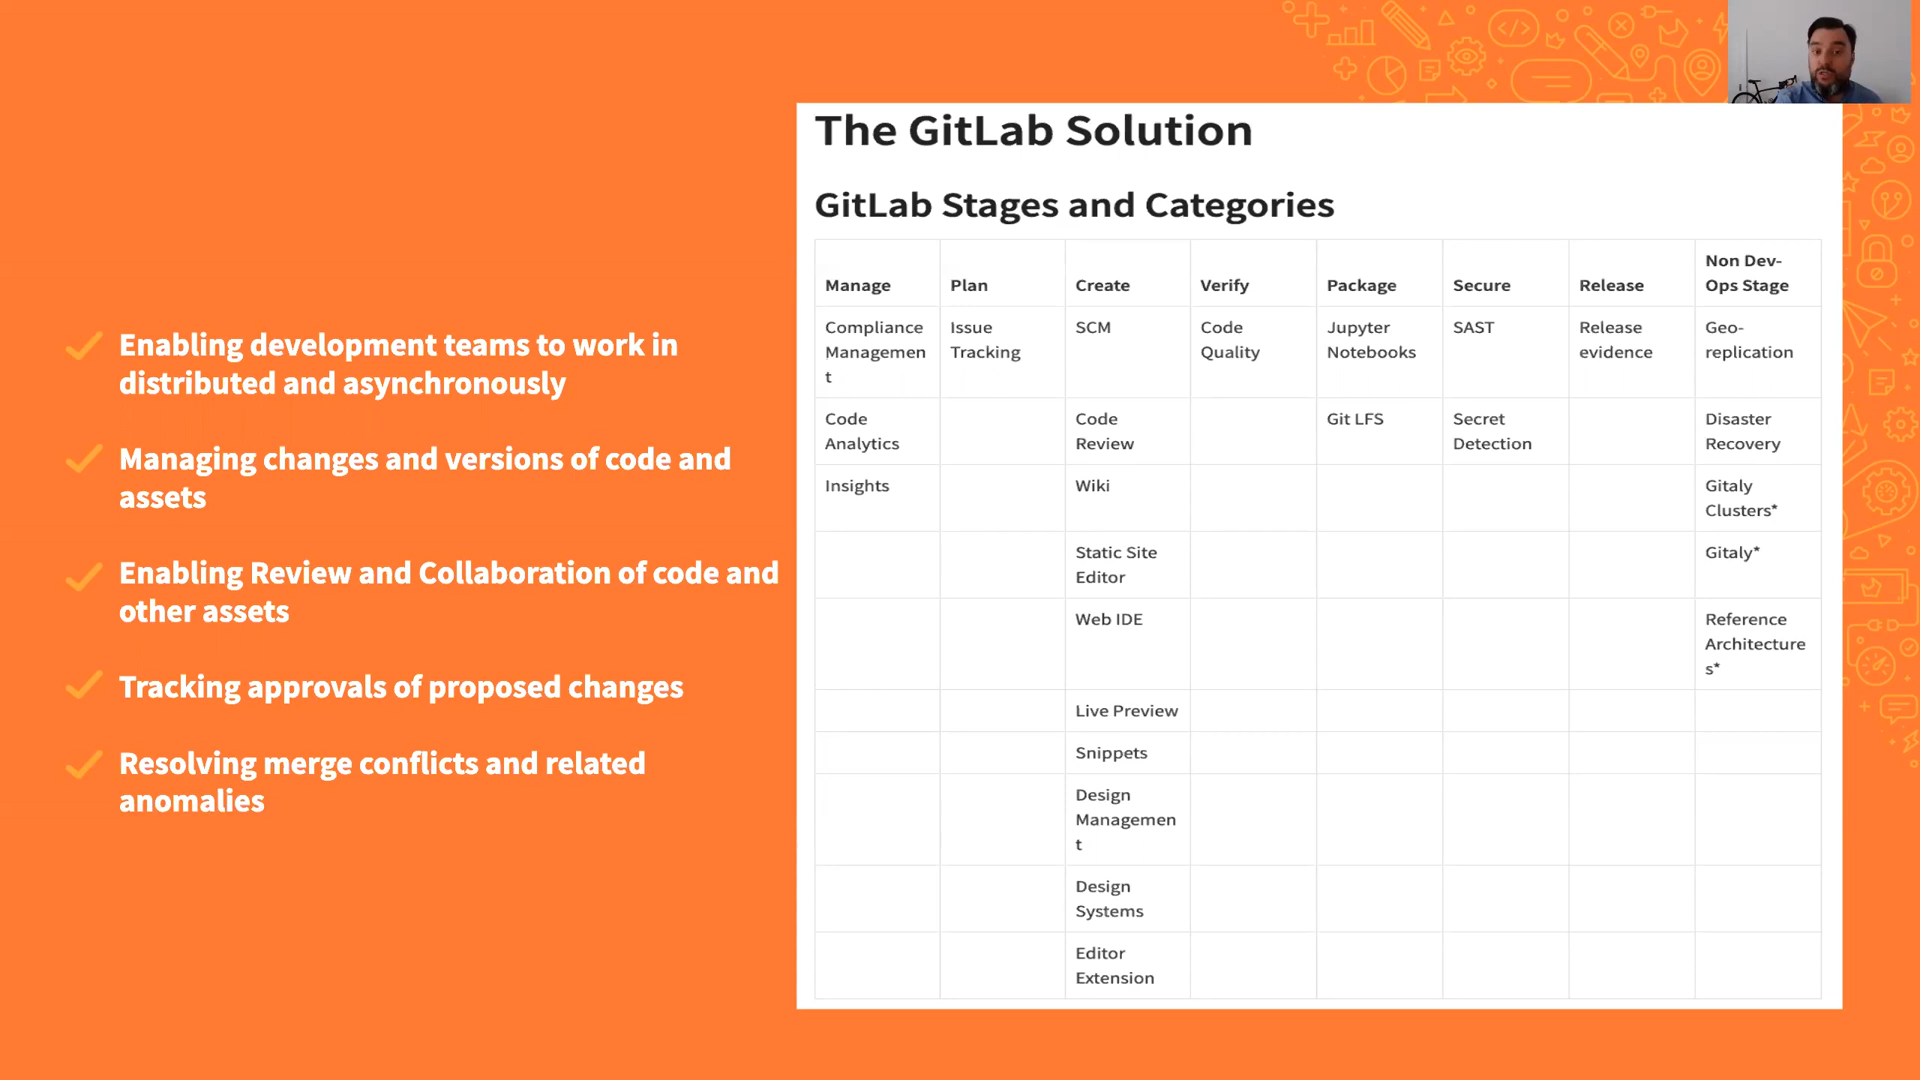 Enabling development teams to work in
distributed and asynchronously
Managing changes and versions of code and
assets
Enabling Review and Collaboration of code and
other assets
Tracking approvals of proposed changes
Resolving merge conflicts and related
anomalies
The GitLab Solution
GitLab Stages and Categories
Manage
Plan
Create
Verify
Package
Secure
Release
Non Dev-
Ops Stage
Compliance
Managemen
t
Issue
Tracking
SCM
Code
Quality
Jupyter
Notebooks
SAST
Release
evidence
Geo-
replication
Code
Analytics
Code
Review
Git LFS
Secret
Detection
Disaster
Recovery
Insights
Wiki
Gitaly
Clusters*
Static Site
Editor
Gitaly*
Web IDE
Reference
Architecture
s*
Live Preview
Snippets
Design
Managemen
t
Design
Systems
Editor
Extension